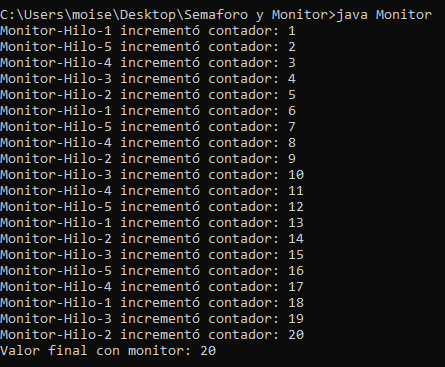 C:\Users\moise\Desktop\Semaforo y Monitor>java Monitor
Monitor-Hilo-1 incrementó contador: 1
Monitor-Hilo-5 incrementó contador: 2
Monitor-Hilo-4 incrementó contador: 3
Monitor-Hilo-3 incrementó contador: 4
Monitor-Hilo-2 incrementó contador: 5
Monitor-Hilo-1 incrementó contador: 6
Monitor-Hilo-5 incrementó contador: 7
Monitor-Hilo-4 incrementó contador: 8
Monitor-Hilo-2 incrementó contador: 9
Monitor-Hilo-3 incrementó contador: 10
Monitor-Hilo-4 incrementó contador: 11
Monitor-Hilo-5 incrementó contador: 12
Monitor-Hilo-1 incrementó contador: 13
Monitor-Hilo-2 incrementó contador: 14
Monitor-Hilo-3 incrementó contador: 15
Monitor-Hilo-5 incrementó contador: 16
Monitor-Hilo-4 incrementó contador: 17
Monitor-Hilo-1 incrementó contador: 18
Monitor-Hilo-3 incrementó contador: 19
Monitor-Hilo-2 incrementó contador: 20
Valor final con monitor: 20